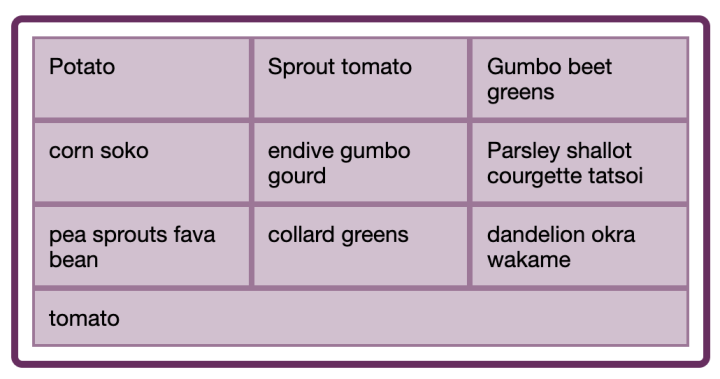 Potato
Sprout tomato
Gumbo beet
greens
corn soko
endive gumbo
gourd
Parsley shallot
courgette tatsoi
pea sprouts fava
bean
collard greens
dandelion okra
wakame
tomato